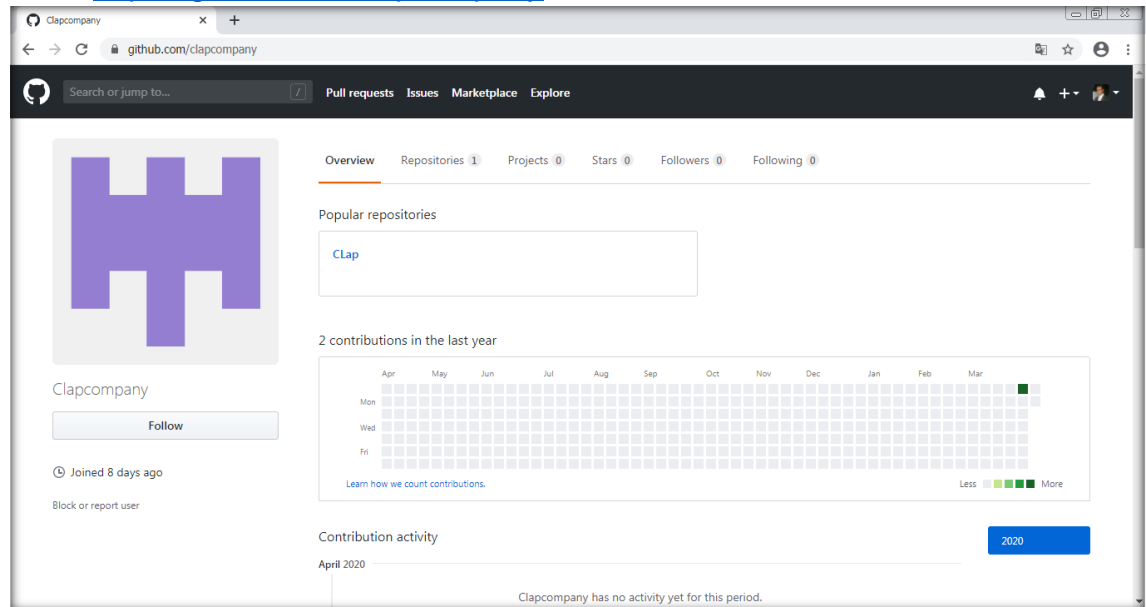 Clapcompany
github.com/clapcompany
Search or jump to... / Pull requests Issues Marketplace Explore
Overview Repositories 1 Projects 0 Stars 0 Followers 0 Following 0
Popular repositories
CLap
2 contributions in the last year
Apr May Jun Jul Aug Sep Oct Nov Dec Jan Feb Mar
Mon
Wed
Fri
Learn how we count contributions. Less More
Clapcompany
Follow
Joined 8 days ago
Block or report user
Contribution activity
2020
April 2020
Clapcompany has no activity yet for this period.